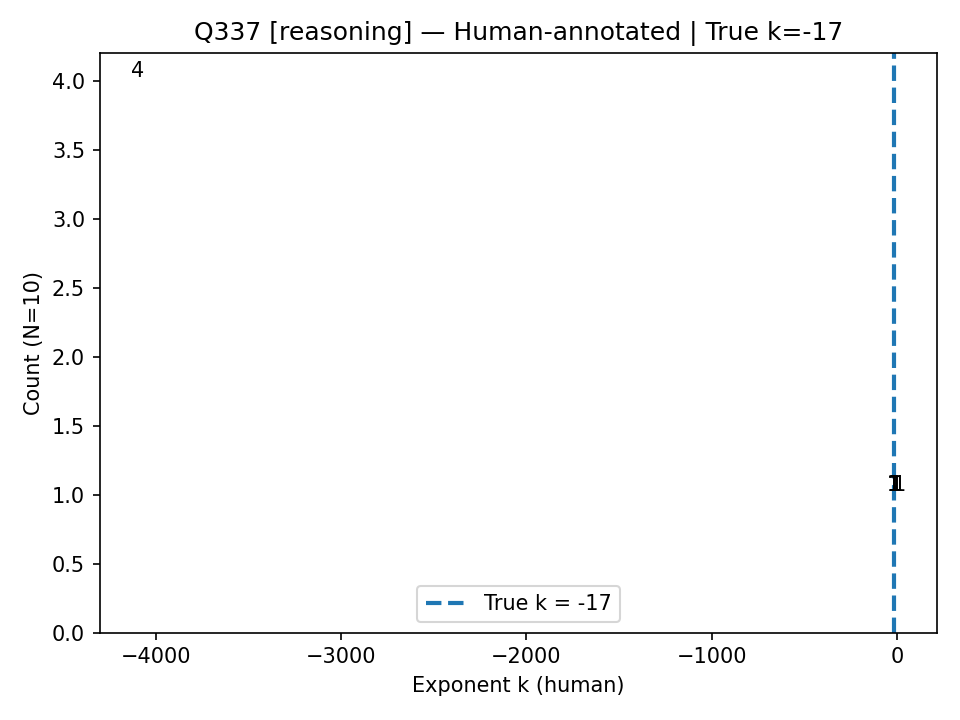 Q337 [reasoning] — Human-annotated | True k=-17
4
4.0
3.5
3.0
2.5
2.0
1.5
1.0
0.5
0.0
Count (N=10)
1
True k = -17
−4000 −3000 −2000 −1000 0
Exponent k (human)